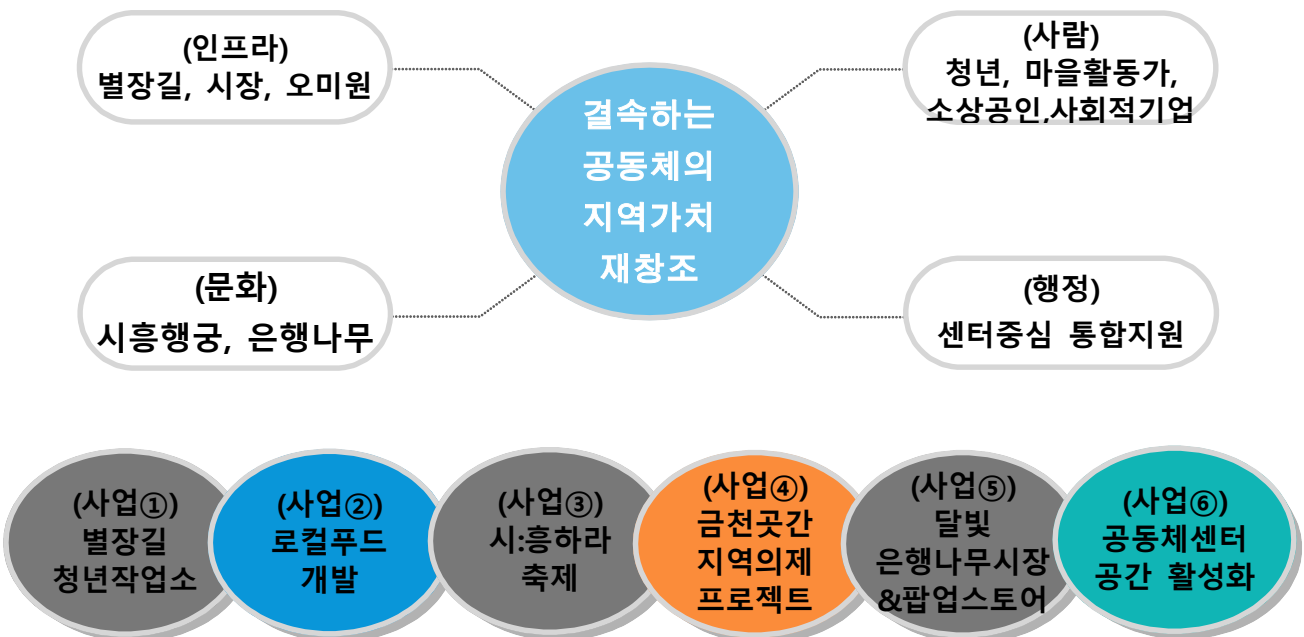 (인프라)
별장길, 시장, 오미원
(사람)
청년, 마을활동가,
소상공인,사회적기업
결속하는
공동체의
지역가치
재창조
(문화)
시흥행궁, 은행나무
(행정)
센터중심 통합지원
(사업①)
별장길
청년작업소
(사업②)
로컬푸드
개발
(사업③)
시:흥하라
축제
(사업④)
금천곳간
지역의제
프로젝트
(사업⑤)
달빛
은행나무시장
&팝업스토어
(사업⑥)
공동체센터
공간 활성화